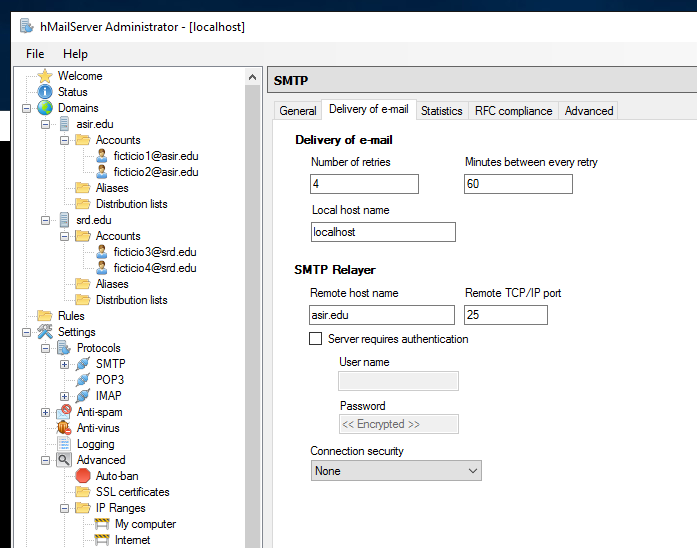 hMailServer Administrator - [localhost]
File Help
Welcome
Status
Domains
asir.edu
Accounts
ficticio1@asir.edu
ficticio2@asir.edu
Aliases
Distribution lists
srd.edu
Accounts
ficticio3@srd.edu
ficticio4@srd.edu
Aliases
Distribution lists
Rules
Settings
Protocols
SMTP
POP3
IMAP
Anti-spam
Anti-virus
Logging
Advanced
Auto-ban
SSL certificates
IP Ranges
My computer
Internet
SMTP
General Delivery of e-mail Statistics RFC compliance Advanced
Delivery of e-mail
Number of retries Minutes between every retry
4 60
Local host name
localhost
SMTP Relayer
Remote host name Remote TCP/IP port
asir.edu 25
Server requires authentication
User name
Password
<< Encrypted >>
Connection security
None